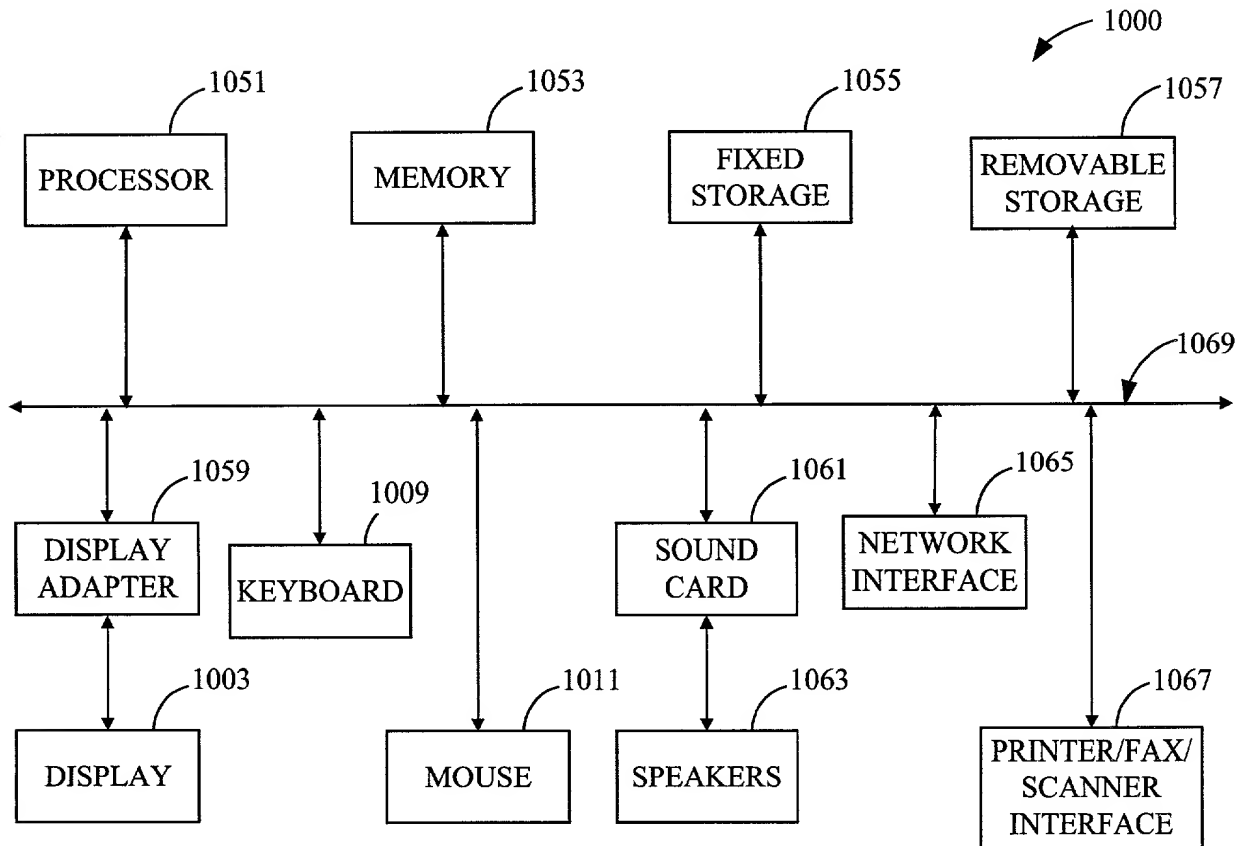 1000
1051
1053
1055
1057
PROCESSOR
MEMORY
FIXED
STORAGE
REMOVABLE
STORAGE
1069
1059
1009
1061
1065
DISPLAY
ADAPTER
KEYBOARD
SOUND
CARD
NETWORK
INTERFACE
1003
1011
1063
1067
DISPLAY
MOUSE
SPEAKERS
PRINTER/FAX/
SCANNER
INTERFACE